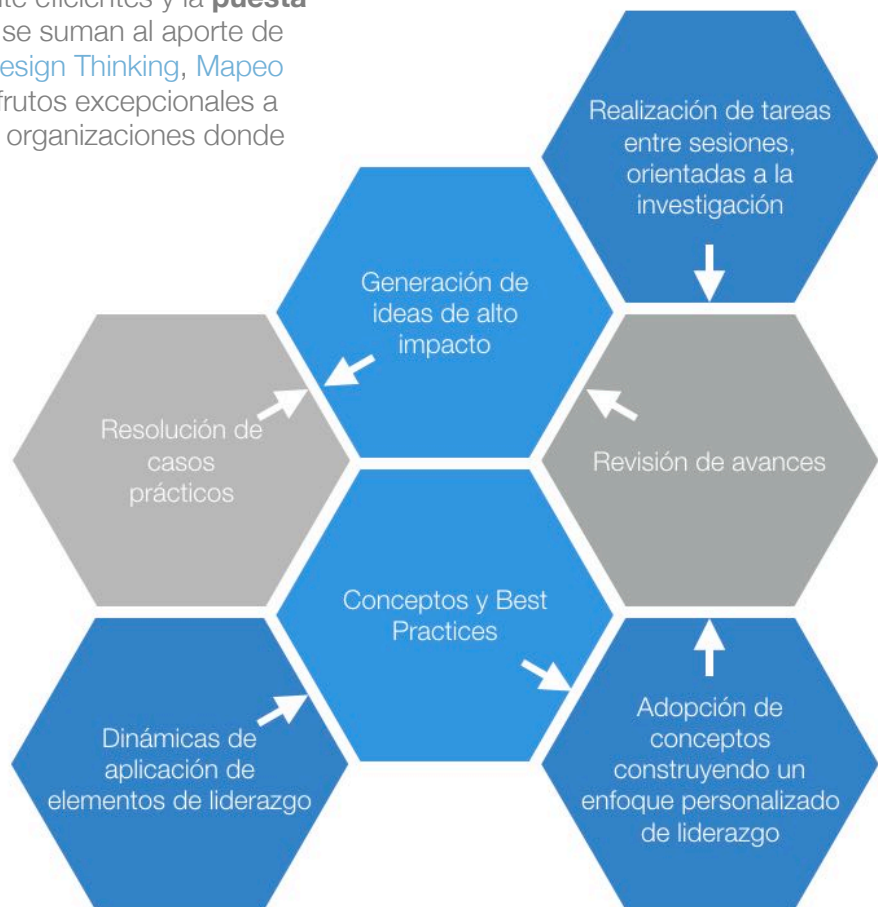 te eficientes y la puesta
se suman al aporte de
esign Thinking, Mapeo
frutos excepcionales a
organizaciones donde
Realización de tareas
entre sesiones,
orientadas a la
investigación
Generación de
ideas de alto
impacto
Resolución de
casos
prácticos
Revisión de avances
Conceptos y Best
Practices
Dinámicas de
aplicación de
elementos de liderazgo
Adopción de
conceptos
construyendo un
enfoque personalizado
de liderazgo